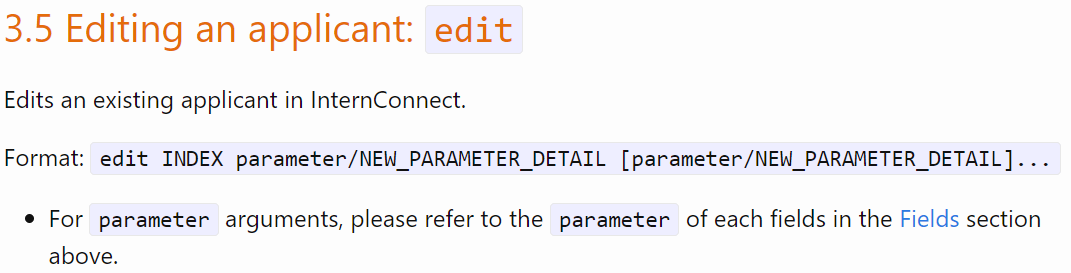 3.5 Editing an applicant: edit
Edits an existing applicant in InternConnect.
Format: edit INDEX parameter/NEW_PARAMETER_DETAIL [parameter/NEW_PARAMETER_DETAIL]...
• For parameter arguments, please refer to the parameter of each fields in the Fields section
above.